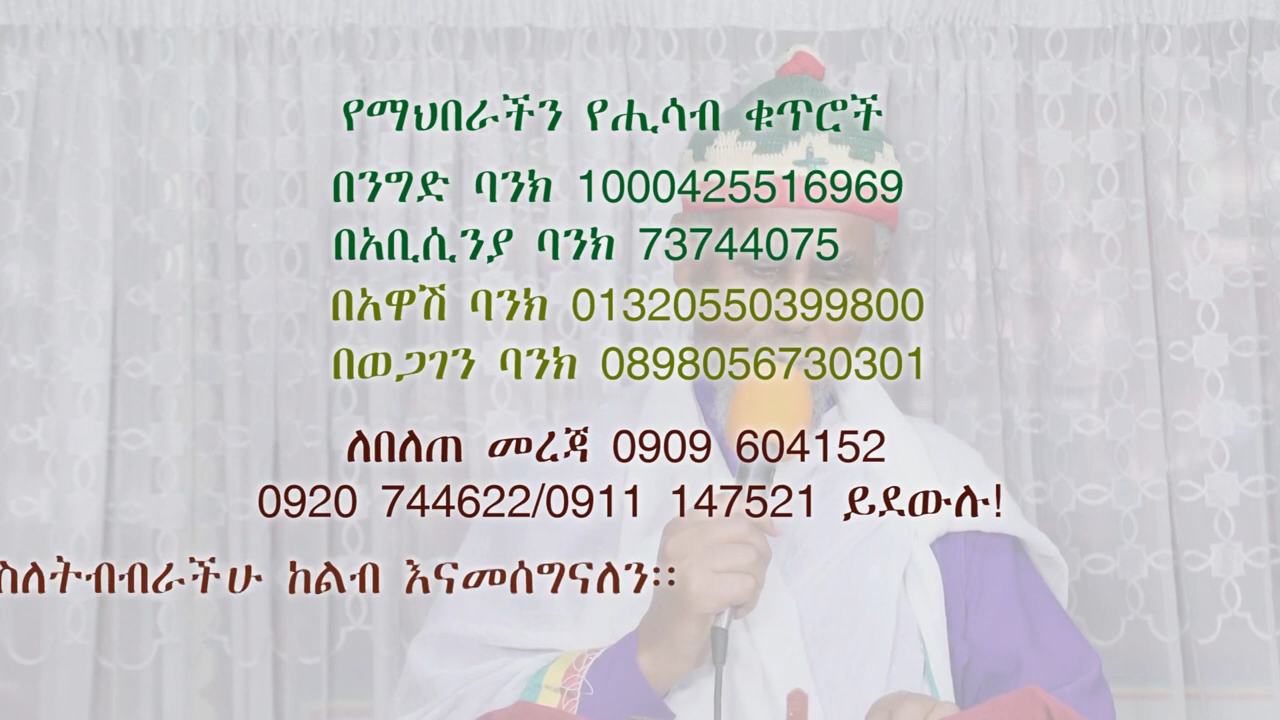 የማህበራችን የሒሳብ ቁጥሮች
በንግድ ባንክ 1000425516969
በአቢሲንያ ባንክ 73744075
በአዋሽ ባንክ 01320550399800
በወጋገን ባንክ 0898056730301
ለበለጠ መረጃ 0909 604152
0920 744622/0911 147521 ይደውሉ!
ስለትብብራችሁ ከልብ እናመሰግናለን።